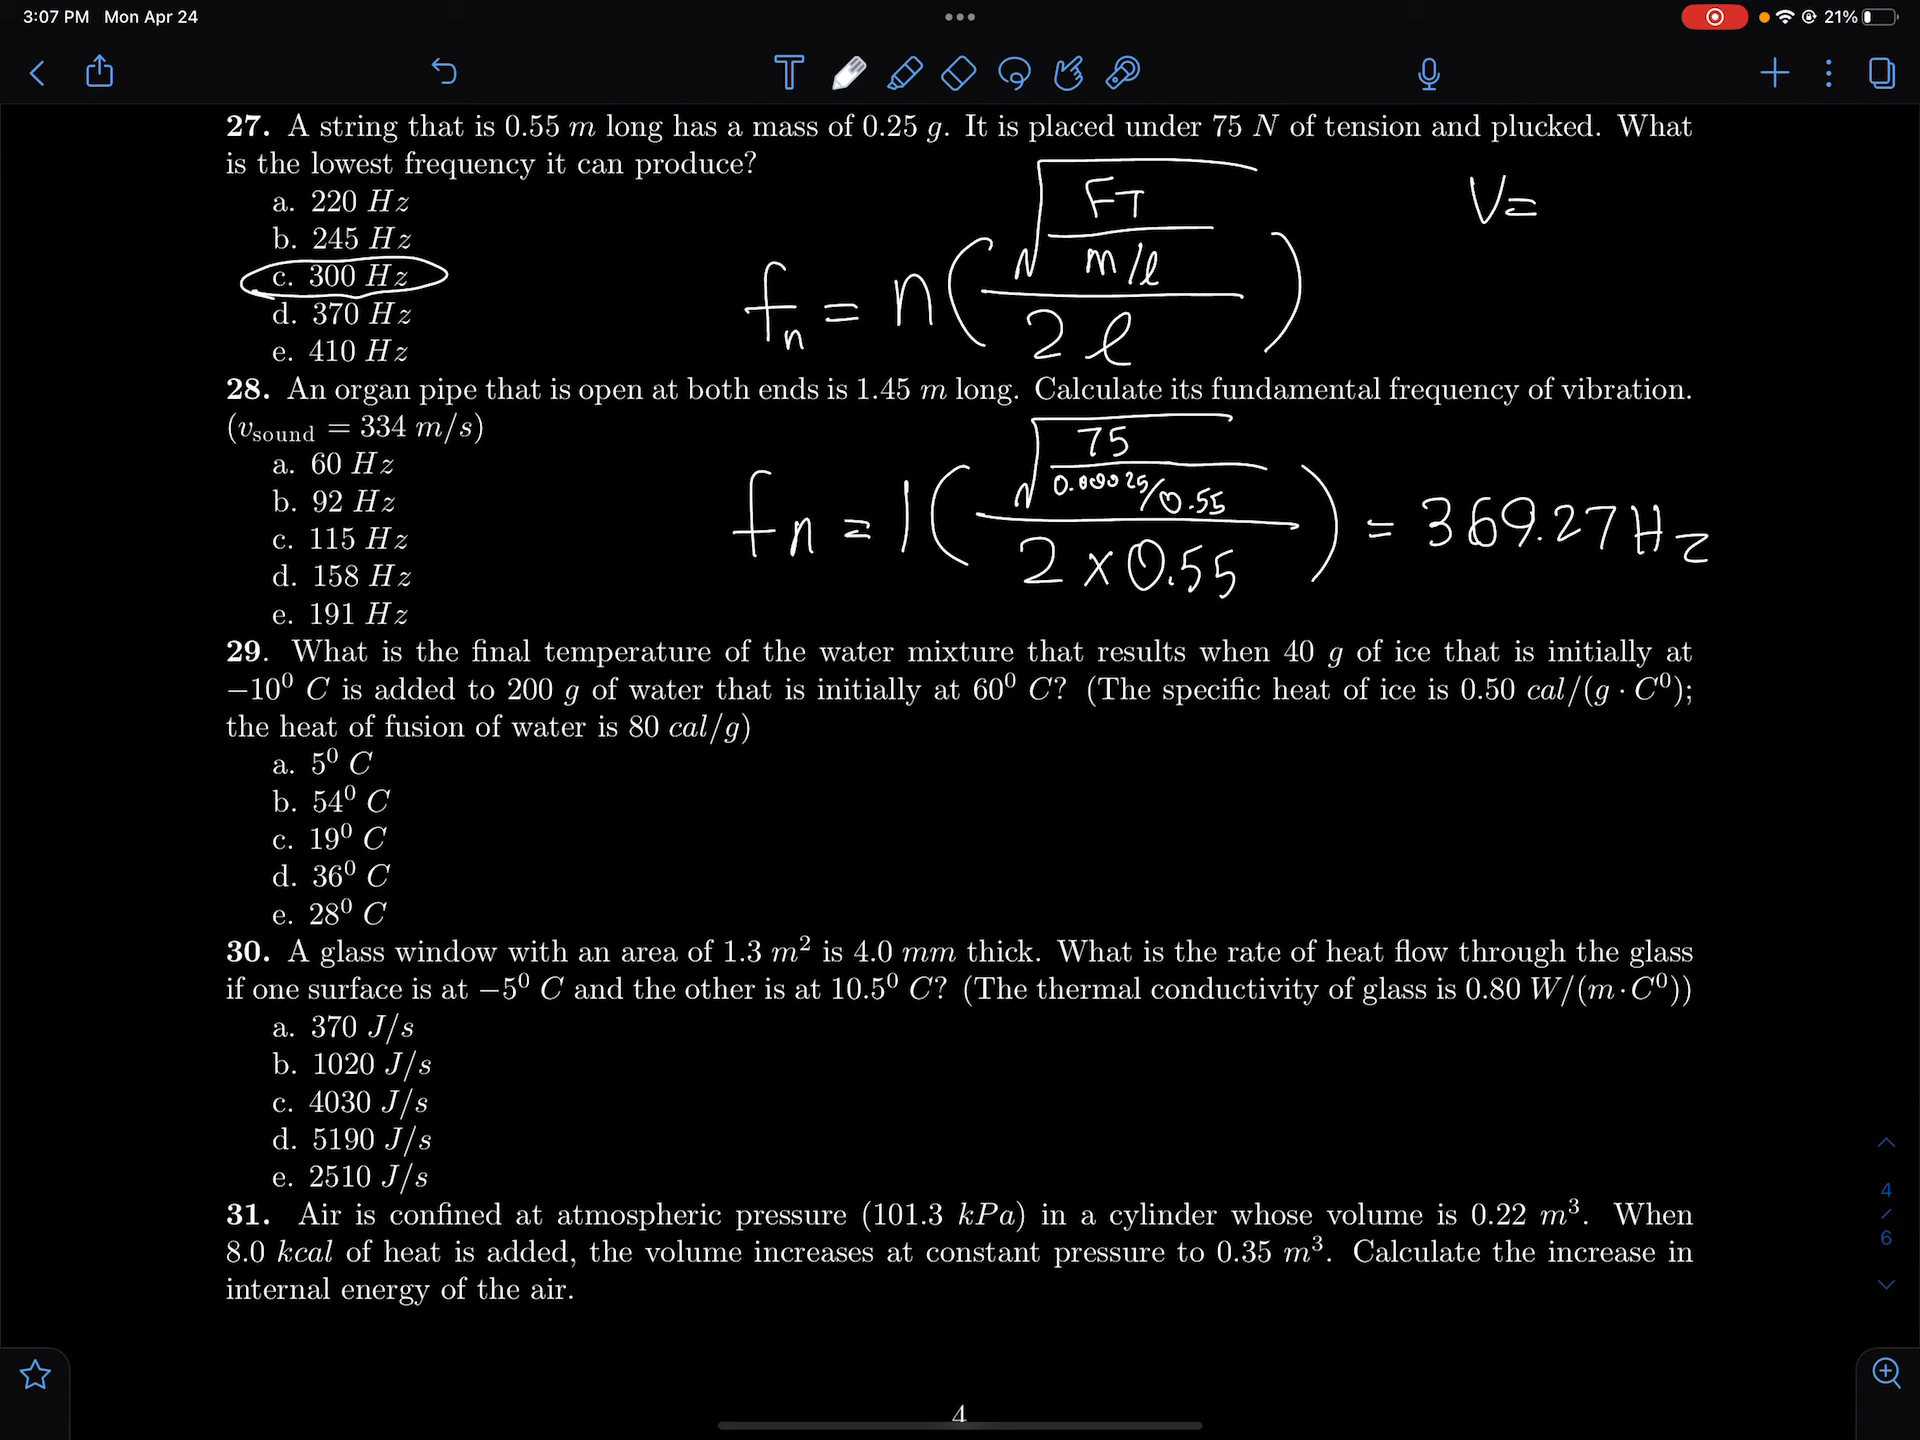 3:07 PM Mon Apr 24
21%
27. A string that is 0.55 m long has a mass of 0.25 g. It is placed under 75 N of tension and plucked. What
is the lowest frequency it can produce?
a. 220 Hz
b. 245 Hz
c. 300 Hz
d. 370 Hz
e. 410 Hz
V=
fₙ = n(√(F_T / (m/l)) / 2l)
28. An organ pipe that is open at both ends is 1.45 m long. Calculate its fundamental frequency of vibration.
(v_sound = 334 m/s)
a. 60 Hz
b. 92 Hz
c. 115 Hz
d. 158 Hz
e. 191 Hz
fn = 1(√(75 / (0.00025/0.55)) / 2 × 0.55) = 369.27 Hz
29. What is the final temperature of the water mixture that results when 40 g of ice that is initially at
−10⁰ C is added to 200 g of water that is initially at 60⁰ C? (The specific heat of ice is 0.50 cal/(g · C⁰);
the heat of fusion of water is 80 cal/g)
a. 5⁰ C
b. 54⁰ C
c. 19⁰ C
d. 36⁰ C
e. 28⁰ C
30. A glass window with an area of 1.3 m² is 4.0 mm thick. What is the rate of heat flow through the glass
if one surface is at −5⁰ C and the other is at 10.5⁰ C? (The thermal conductivity of glass is 0.80 W/(m · C⁰))
a. 370 J/s
b. 1020 J/s
c. 4030 J/s
d. 5190 J/s
e. 2510 J/s
31. Air is confined at atmospheric pressure (101.3 kPa) in a cylinder whose volume is 0.22 m³. When
8.0 kcal of heat is added, the volume increases at constant pressure to 0.35 m³. Calculate the increase in
internal energy of the air.
4
/
6
4